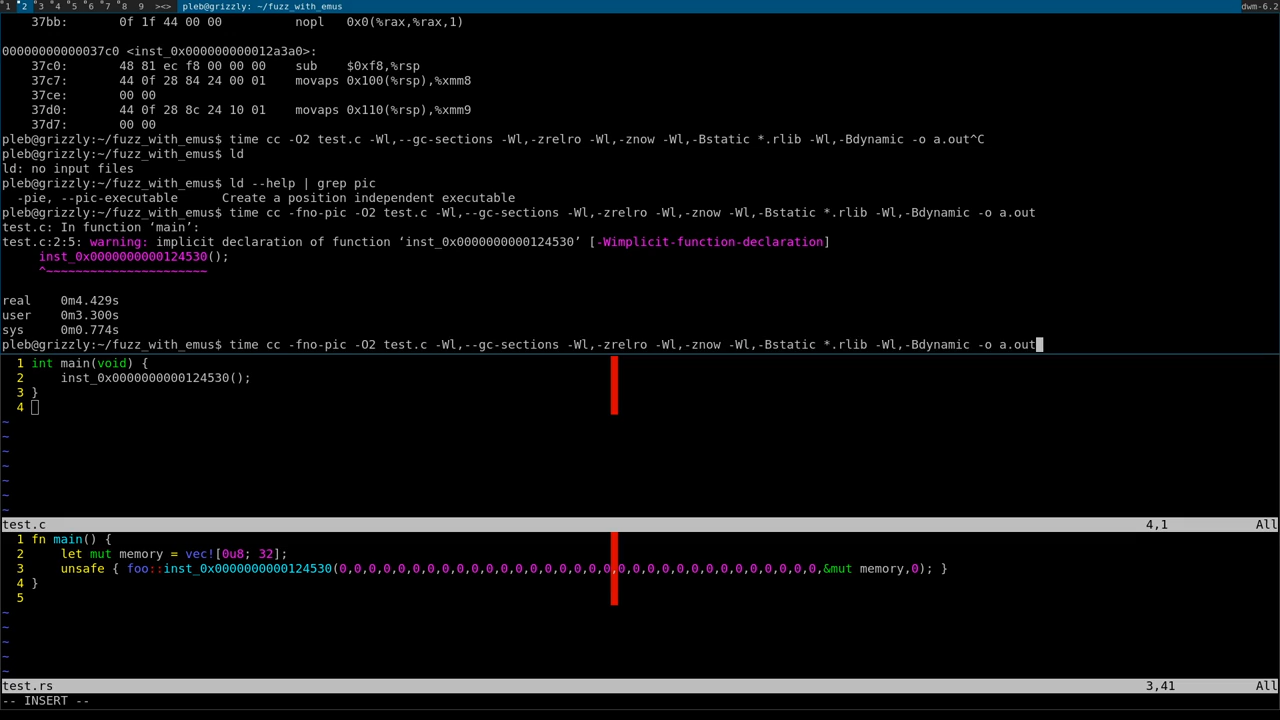 1 2 3 4 5 6 7 8 9 ><> pleb@grizzly: ~/fuzz_with_emus dwm-6.2
37bb: 0f 1f 44 00 00 nopl 0x0(%rax,%rax,1)
00000000000037c0 <inst_0x000000000012a3a0>:
37c0: 48 81 ec f8 00 00 00 sub $0xf8,%rsp
37c7: 44 0f 28 84 24 00 01 movaps 0x100(%rsp),%xmm8
37ce: 00 00
37d0: 44 0f 28 8c 24 10 01 movaps 0x110(%rsp),%xmm9
37d7: 00 00
pleb@grizzly:~/fuzz_with_emus$ time cc -O2 test.c -Wl,--gc-sections -Wl,-zrelro -Wl,-znow -Wl,-Bstatic *.rlib -Wl,-Bdynamic -o a.out^C
pleb@grizzly:~/fuzz_with_emus$ ld
ld: no input files
pleb@grizzly:~/fuzz_with_emus$ ld --help | grep pic
-pie, --pic-executable Create a position independent executable
pleb@grizzly:~/fuzz_with_emus$ time cc -fno-pic -O2 test.c -Wl,--gc-sections -Wl,-zrelro -Wl,-znow -Wl,-Bstatic *.rlib -Wl,-Bdynamic -o a.out
test.c: In function ‘main’:
test.c:2:5: warning: implicit declaration of function ‘inst_0x0000000000124530’ [-Wimplicit-function-declaration]
inst_0x0000000000124530();
^~~~~~~~~~~~~~~~~~~~~~~
real 0m4.429s
user 0m3.300s
sys 0m0.774s
pleb@grizzly:~/fuzz_with_emus$ time cc -fno-pic -O2 test.c -Wl,--gc-sections -Wl,-zrelro -Wl,-znow -Wl,-Bstatic *.rlib -Wl,-Bdynamic -o a.out
1 int main(void) {
2 inst_0x0000000000124530();
3 }
4
~
~
~
~
~
~
~
test.c 4,1 All
1 fn main() {
2 let mut memory = vec![0u8; 32];
3 unsafe { foo::inst_0x0000000000124530(0,0,0,0,0,0,0,0,0,0,0,0,0,0,0,0,0,0,0,0,0,0,0,0,0,0,0,0,0,0,0,0,0,&mut memory,0); }
4 }
5
~
~
~
~
~
test.rs 3,41 All
-- INSERT --